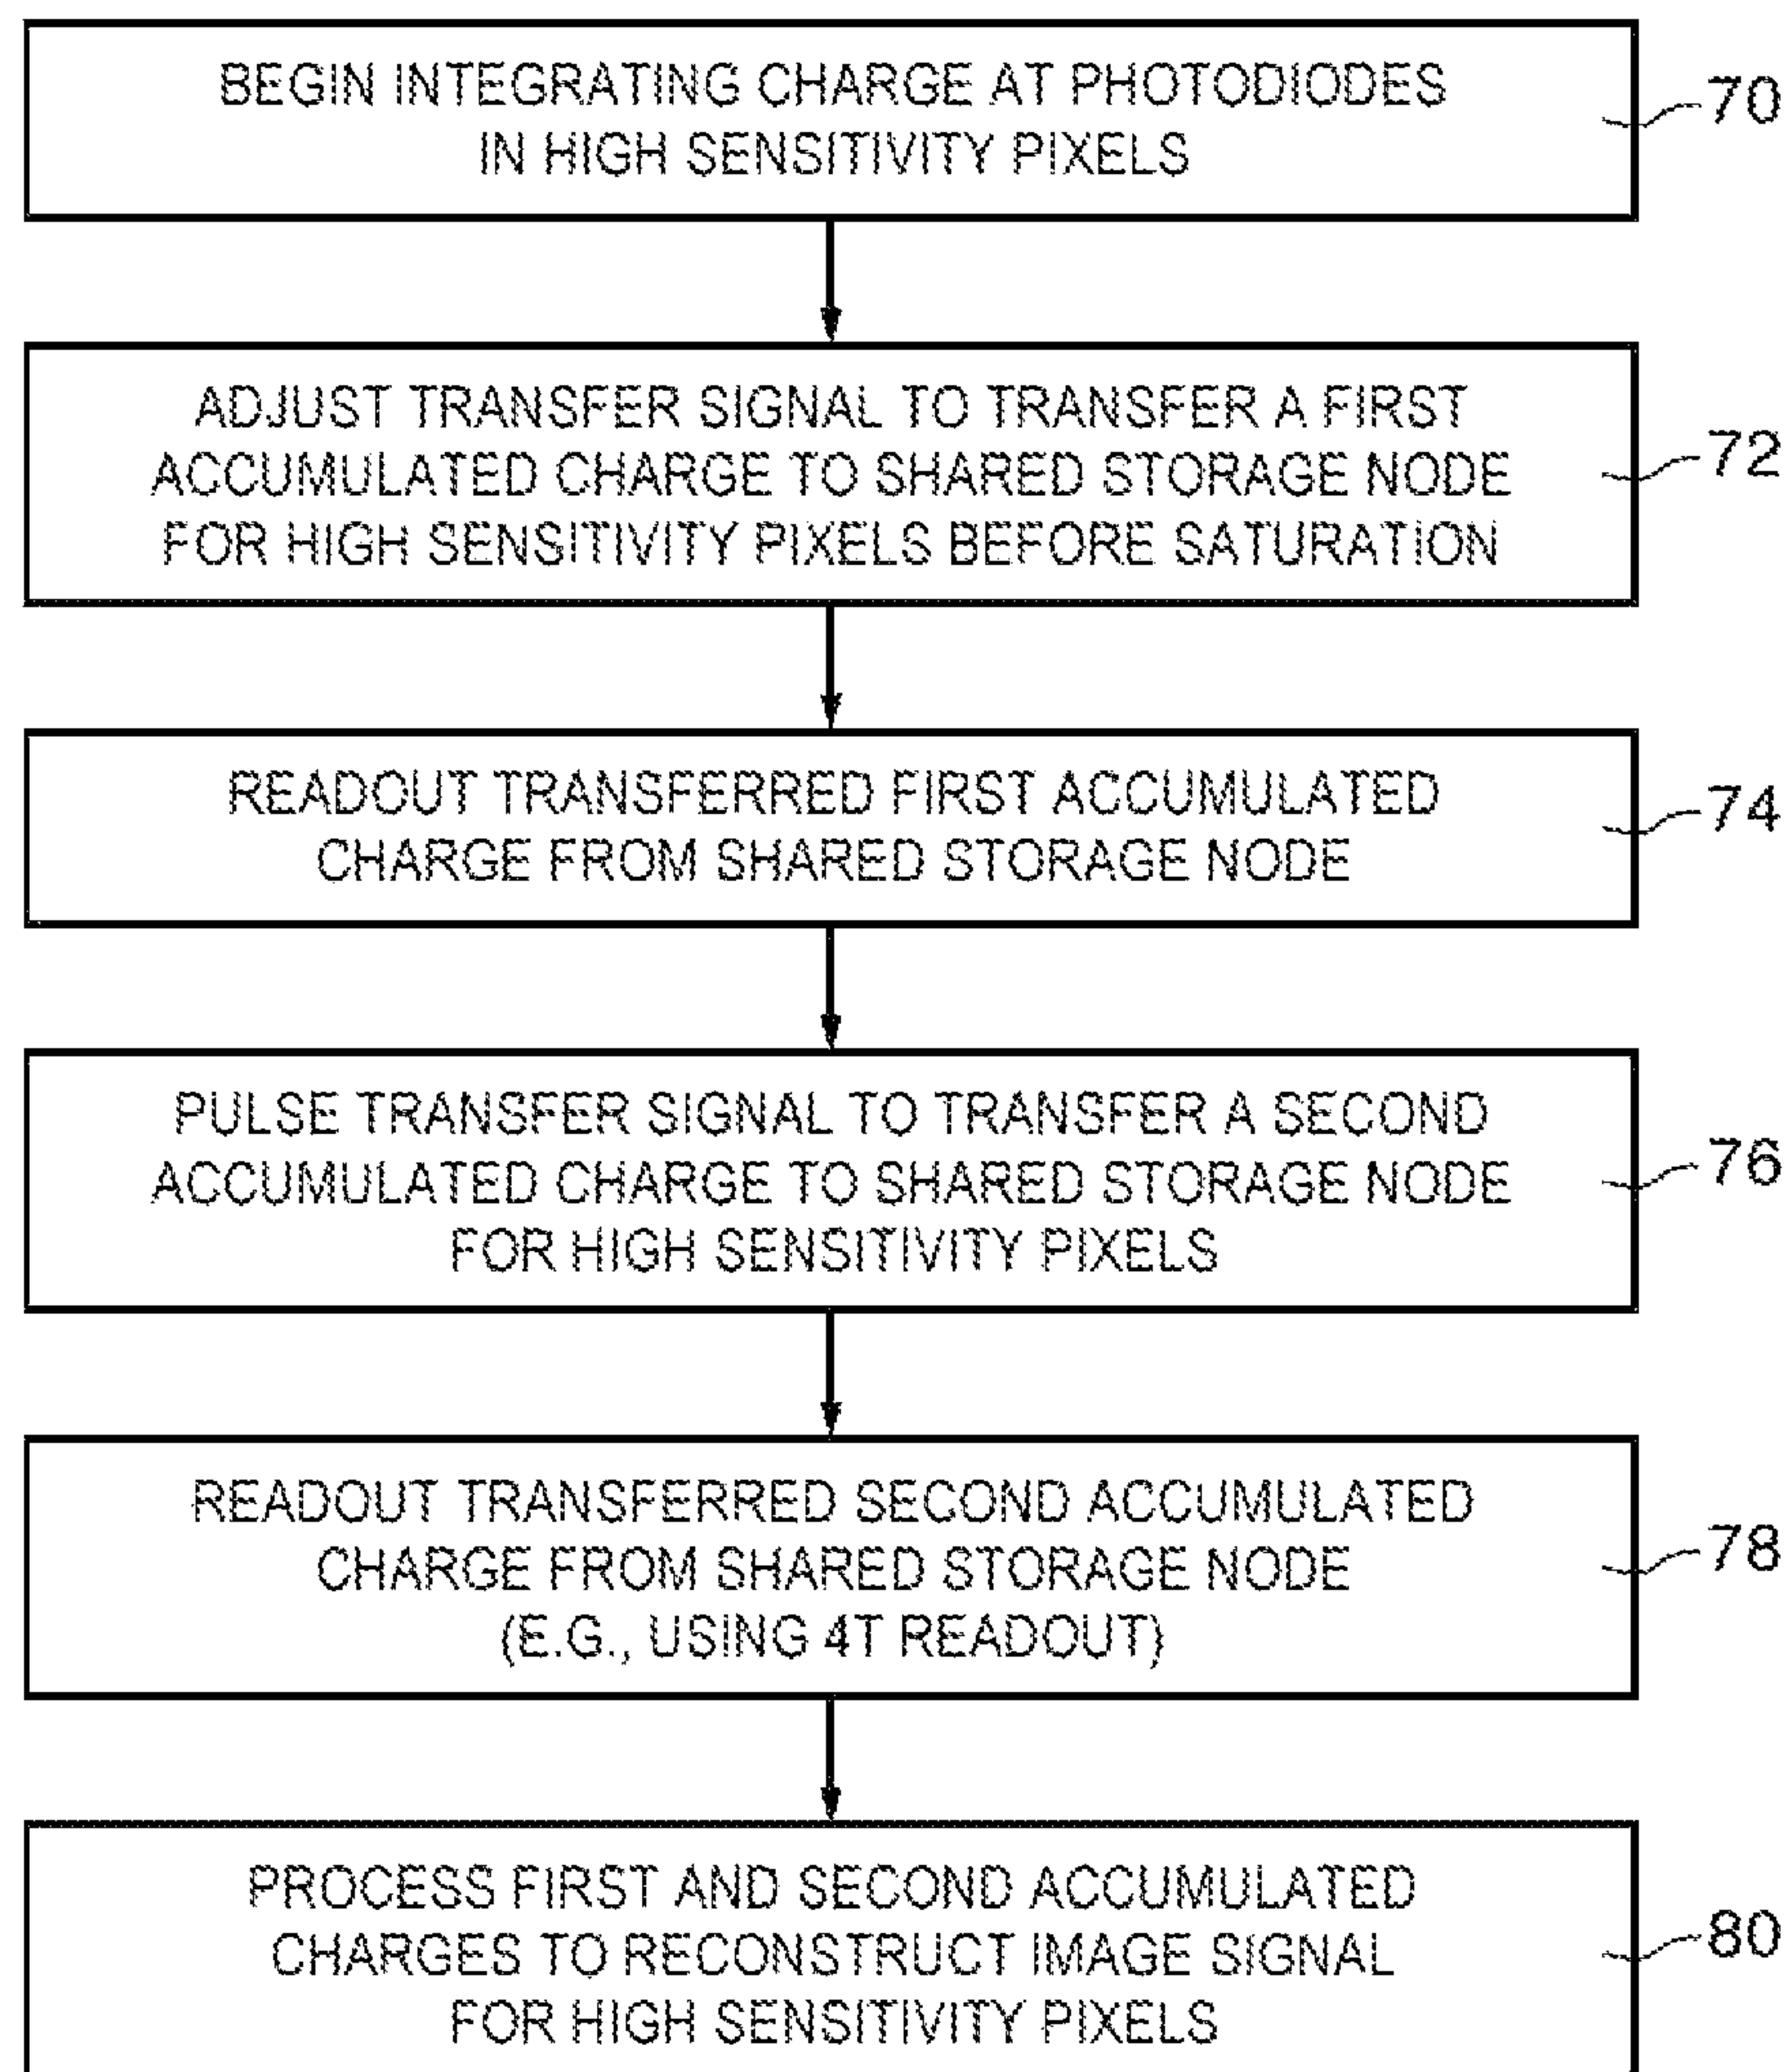 BEGIN INTEGRATING CHARGE AT PHOTODIODES
IN HIGH SENSITIVITY PIXELS
70
ADJUST TRANSFER SIGNAL TO TRANSFER A FIRST
ACCUMULATED CHARGE TO SHARED STORAGE NODE
FOR HIGH SENSITIVITY PIXELS BEFORE SATURATION
72
READOUT TRANSFERRED FIRST ACCUMULATED
CHARGE FROM SHARED STORAGE NODE
74
PULSE TRANSFER SIGNAL TO TRANSFER A SECOND
ACCUMULATED CHARGE TO SHARED STORAGE NODE
FOR HIGH SENSITIVITY PIXELS
76
READOUT TRANSFERRED SECOND ACCUMULATED
CHARGE FROM SHARED STORAGE NODE
(E.G., USING 4T READOUT)
78
PROCESS FIRST AND SECOND ACCUMULATED
CHARGES TO RECONSTRUCT IMAGE SIGNAL
FOR HIGH SENSITIVITY PIXELS
80